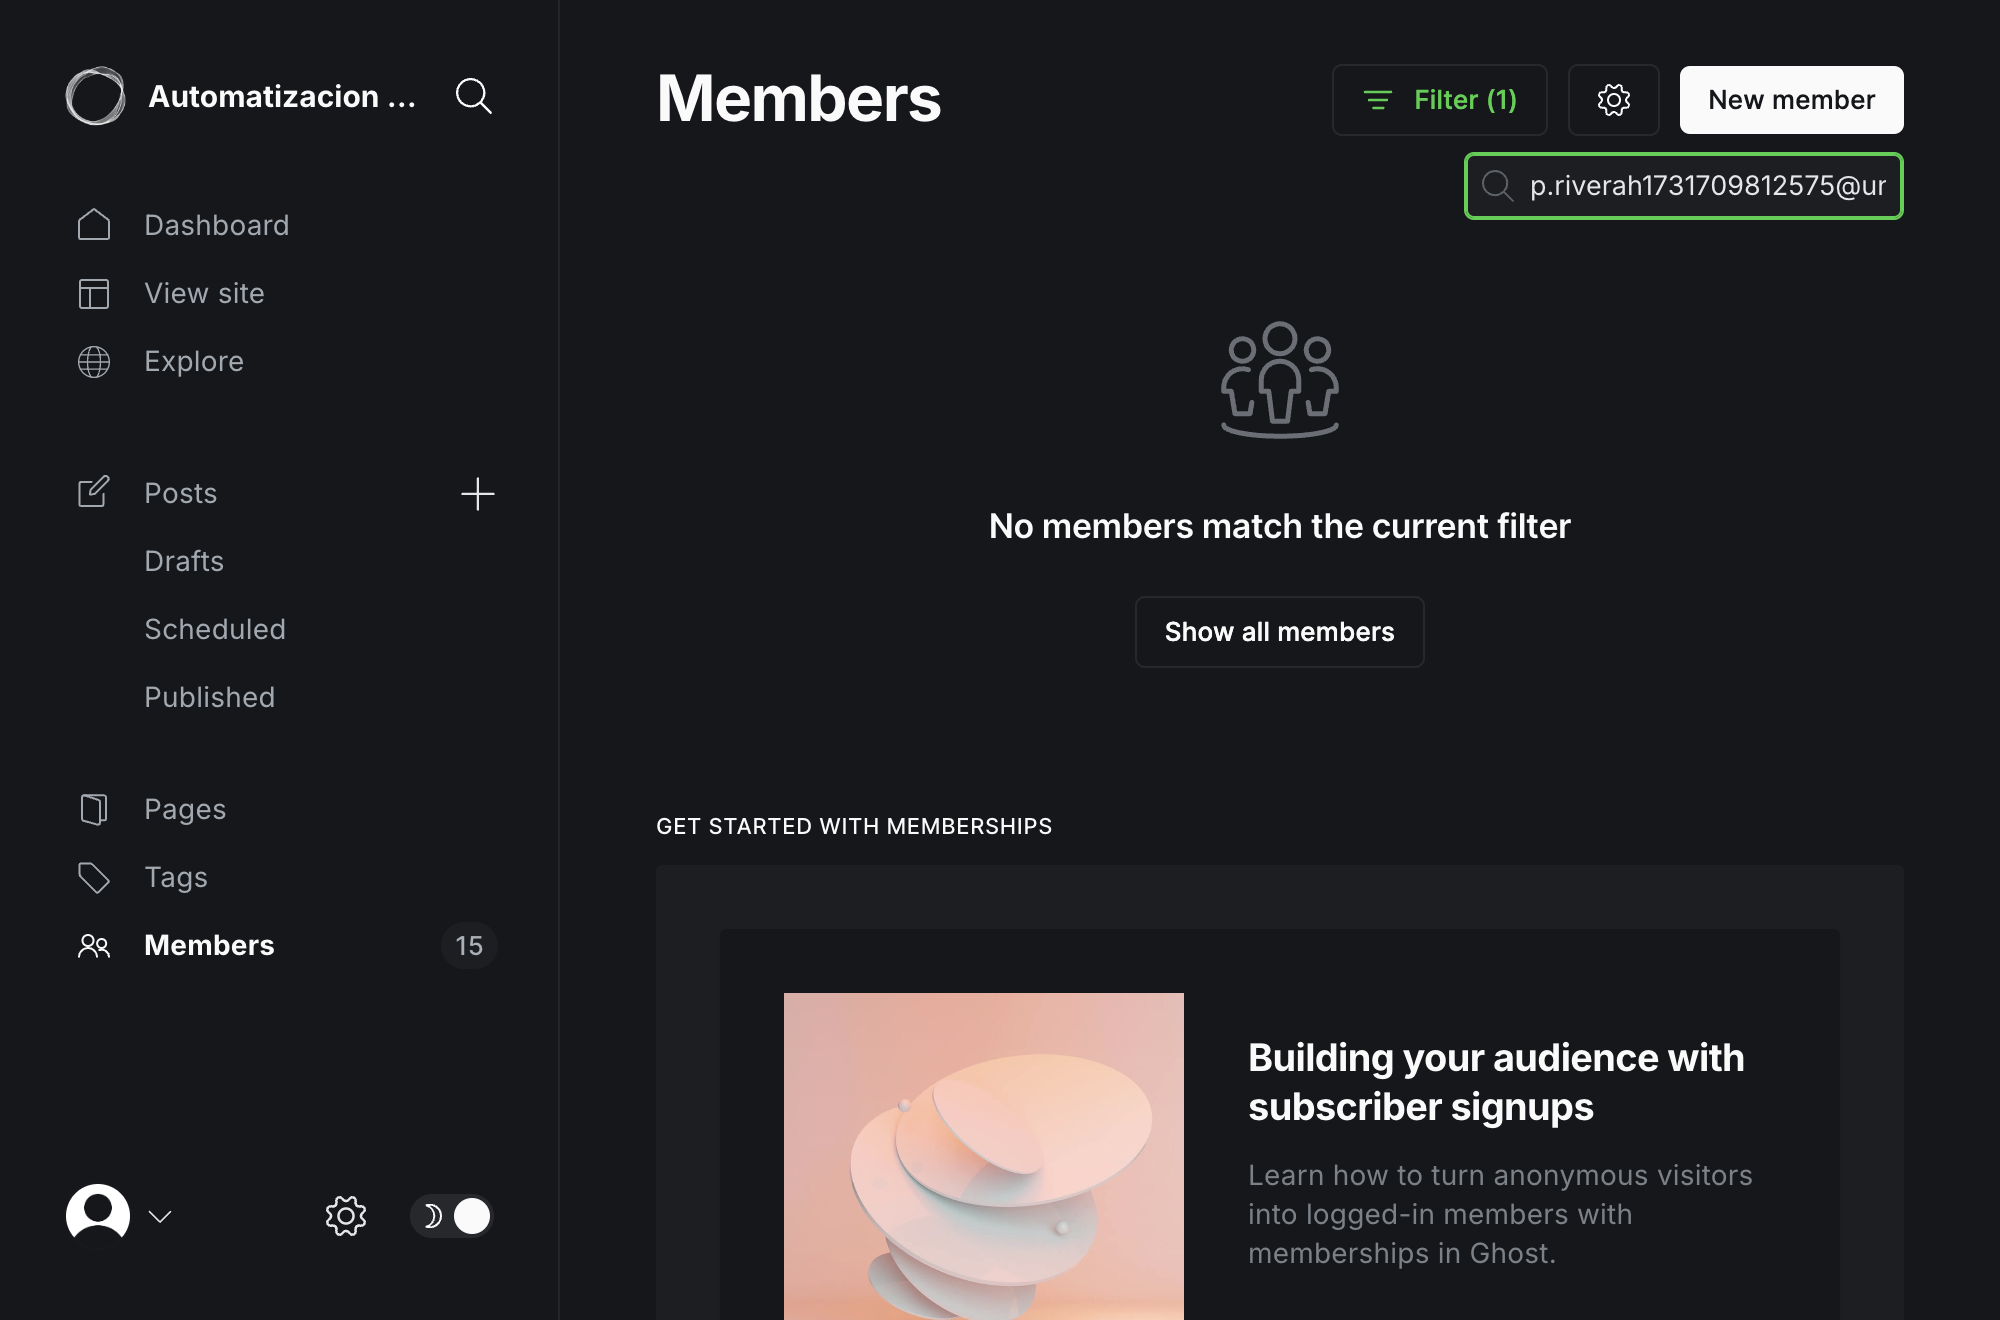 Automatizacion ...
Dashboard
View site
Explore
Posts
Drafts
Scheduled
Published
Pages
Tags
Members
15
Members
Filter (1)
New member
p.riverah1731709812575@ur
No members match the current filter
Show all members
GET STARTED WITH MEMBERSHIPS
Building your audience with
subscriber signups
Learn how to turn anonymous visitors
into logged-in members with
memberships in Ghost.